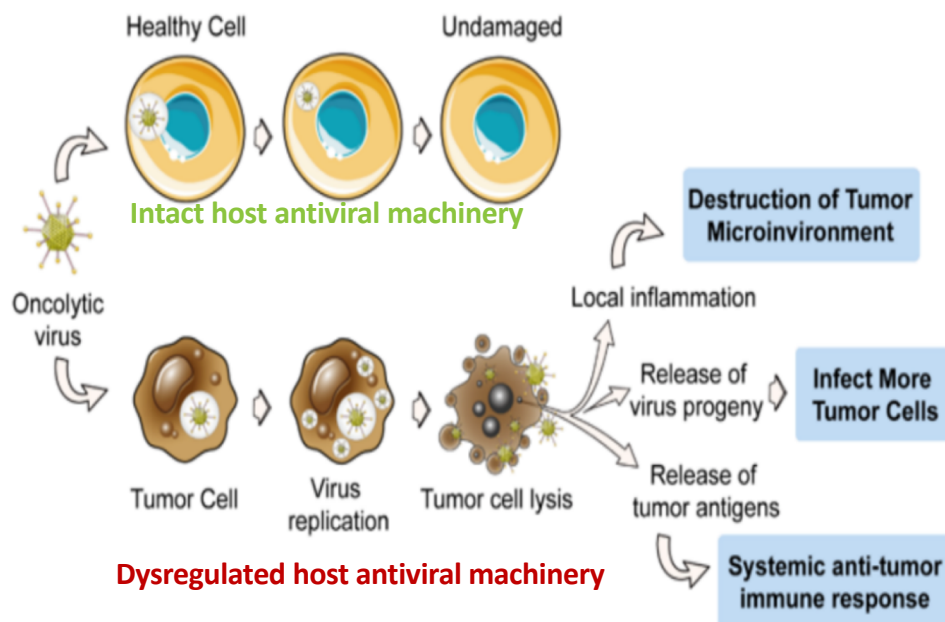 Healthy Cell
Undamaged
Intact host antiviral machinery
Oncolytic
virus
Destruction of Tumor
Microinvironment
Local inflammation
Release of
virus progeny
Infect More
Tumor Cells
Tumor Cell
Virus
replication
Tumor cell lysis
Release of
tumor antigens
Dysregulated host antiviral machinery
Systemic anti-tumor
immune response